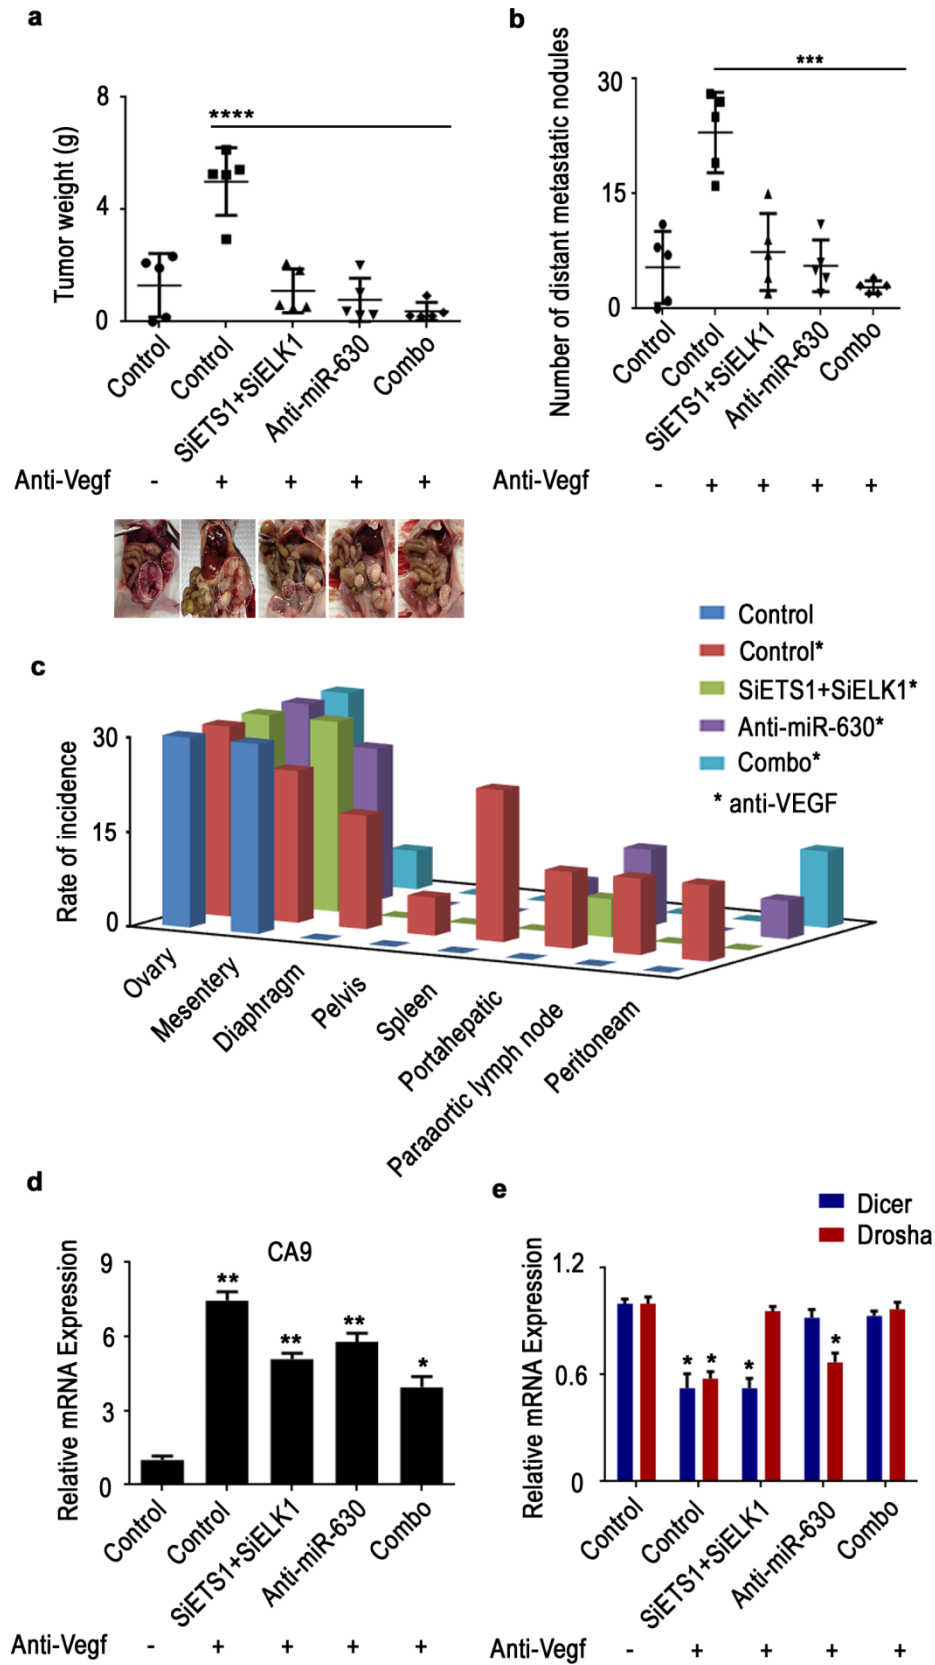 a
Tumor weight (g)
8
4
0
****
Control
Control
SiETS1+SiELK1
Anti-miR-630
Combo
Anti-Vegf - + + + +
b
Number of distant metastatic nodules
30
15
0
***
Control
Control
SiETS1+SiELK1
Anti-miR-630
Combo
Anti-Vegf - + + + +
c
Rate of incidence
30
15
0
Ovary
Mesentery
Diaphragm
Pelvis
Spleen
Portahepatic
Paraaortic lymph node
Peritoneam
Control
Control*
SiETS1+SiELK1*
Anti-miR-630*
Combo*
* anti-VEGF
d
CA9
Relative mRNA Expression
9
6
3
0
**
**
**
*
Control
Control
SiETS1+SiELK1
Anti-miR-630
Combo
Anti-Vegf - + + + +
e
Dicer
Drosha
Relative mRNA Expression
1.2
0.6
0
* * * *
Control
Control
SiETS1+SiELK1
Anti-miR-630
Combo
Anti-Vegf - + + + +